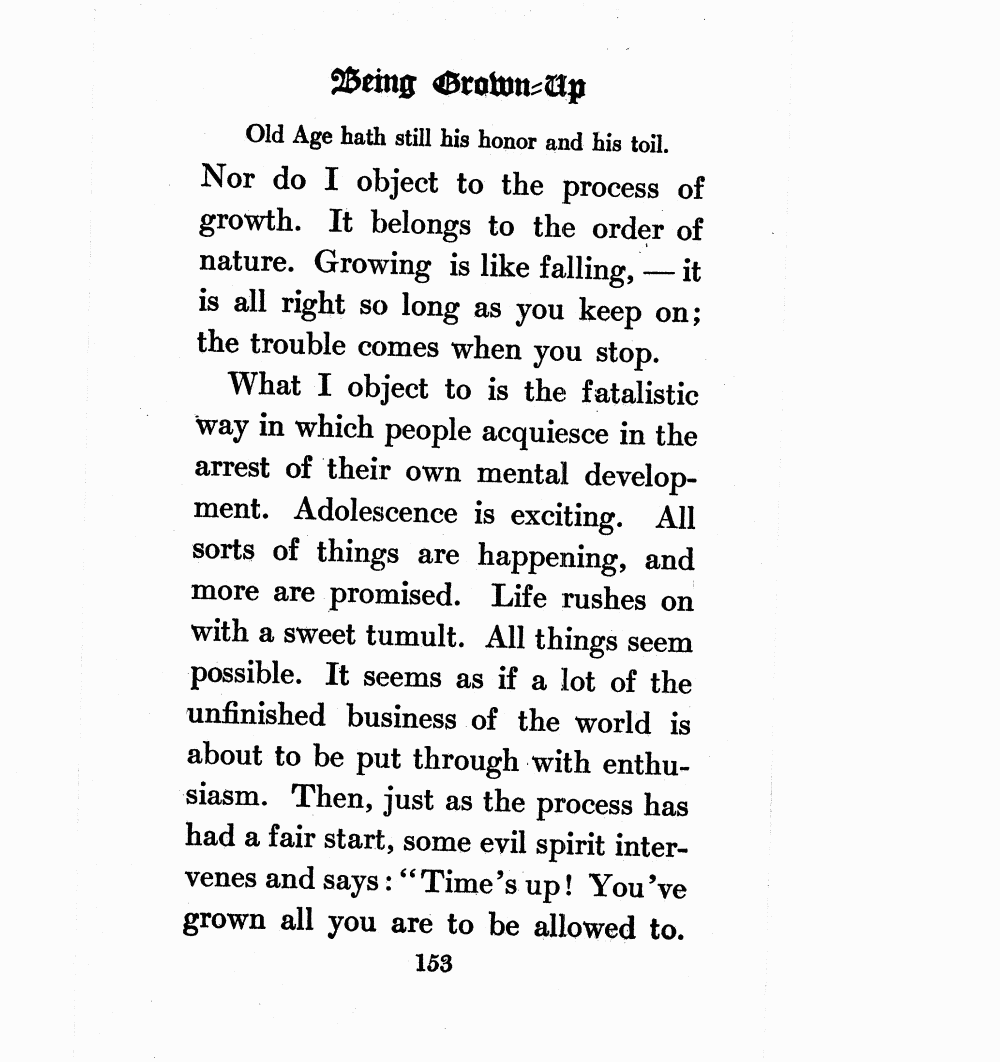 Being Grown-Up
Old Age hath still his honor and his toil.
Nor do I object to the process of
growth. It belongs to the order of
nature. Growing is like falling, — it
is all right so long as you keep on;
the trouble comes when you stop.
What I object to is the fatalistic
way in which people acquiesce in the
arrest of their own mental develop-
ment. Adolescence is exciting. All
sorts of things are happening, and
more are promised. Life rushes on
with a sweet tumult. All things seem
possible. It seems as if a lot of the
unfinished business of the world is
about to be put through with enthu-
siasm. Then, just as the process has
had a fair start, some evil spirit inter-
venes and says: "Time's up! You've
grown all you are to be allowed to.
153